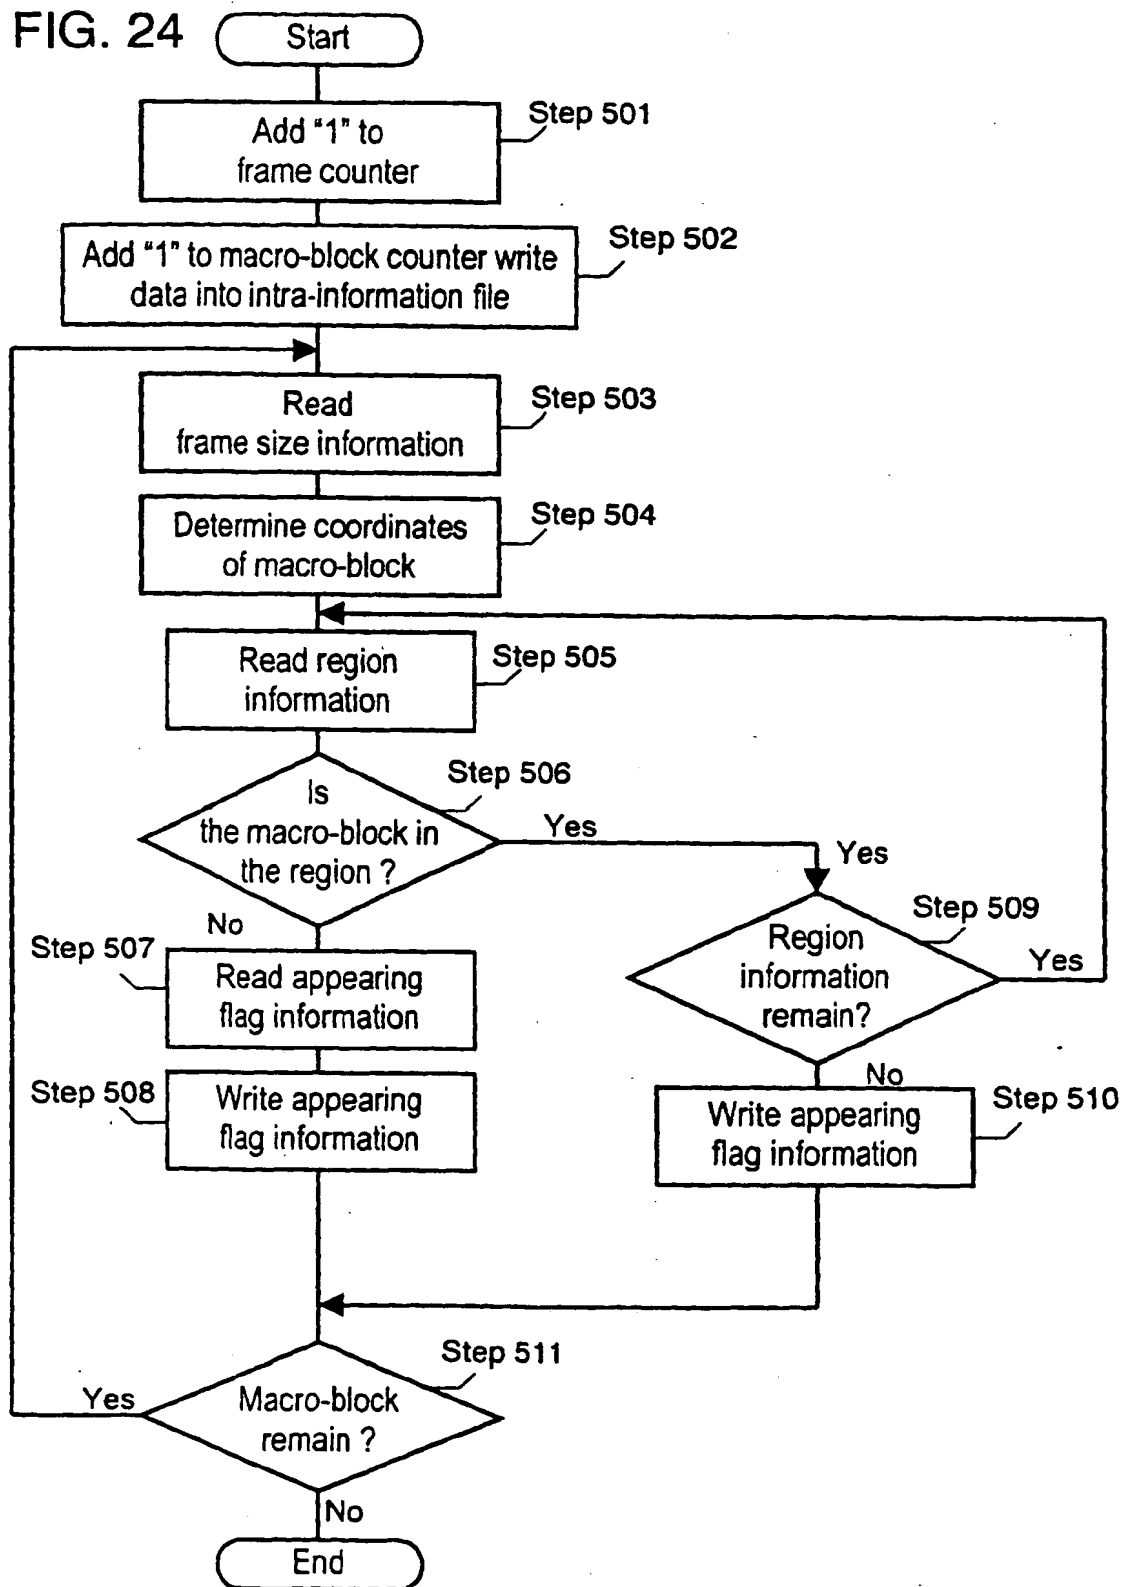 FIG. 24
Start
Add "1" to
frame counter
Step 501
Add "1" to macro-block counter write
data into intra-information file
Step 502
Read
frame size information
Step 503
Determine coordinates
of macro-block
Step 504
Read region
information
Step 505
Is
the macro-block in
the region ?
Step 506
Yes
Yes
No
Step 507
Read appearing
flag information
Step 508
Write appearing
flag information
Region
information
remain?
Step 509
Yes
No
Write appearing
flag information
Step 510
Macro-block
remain ?
Step 511
Yes
No
End